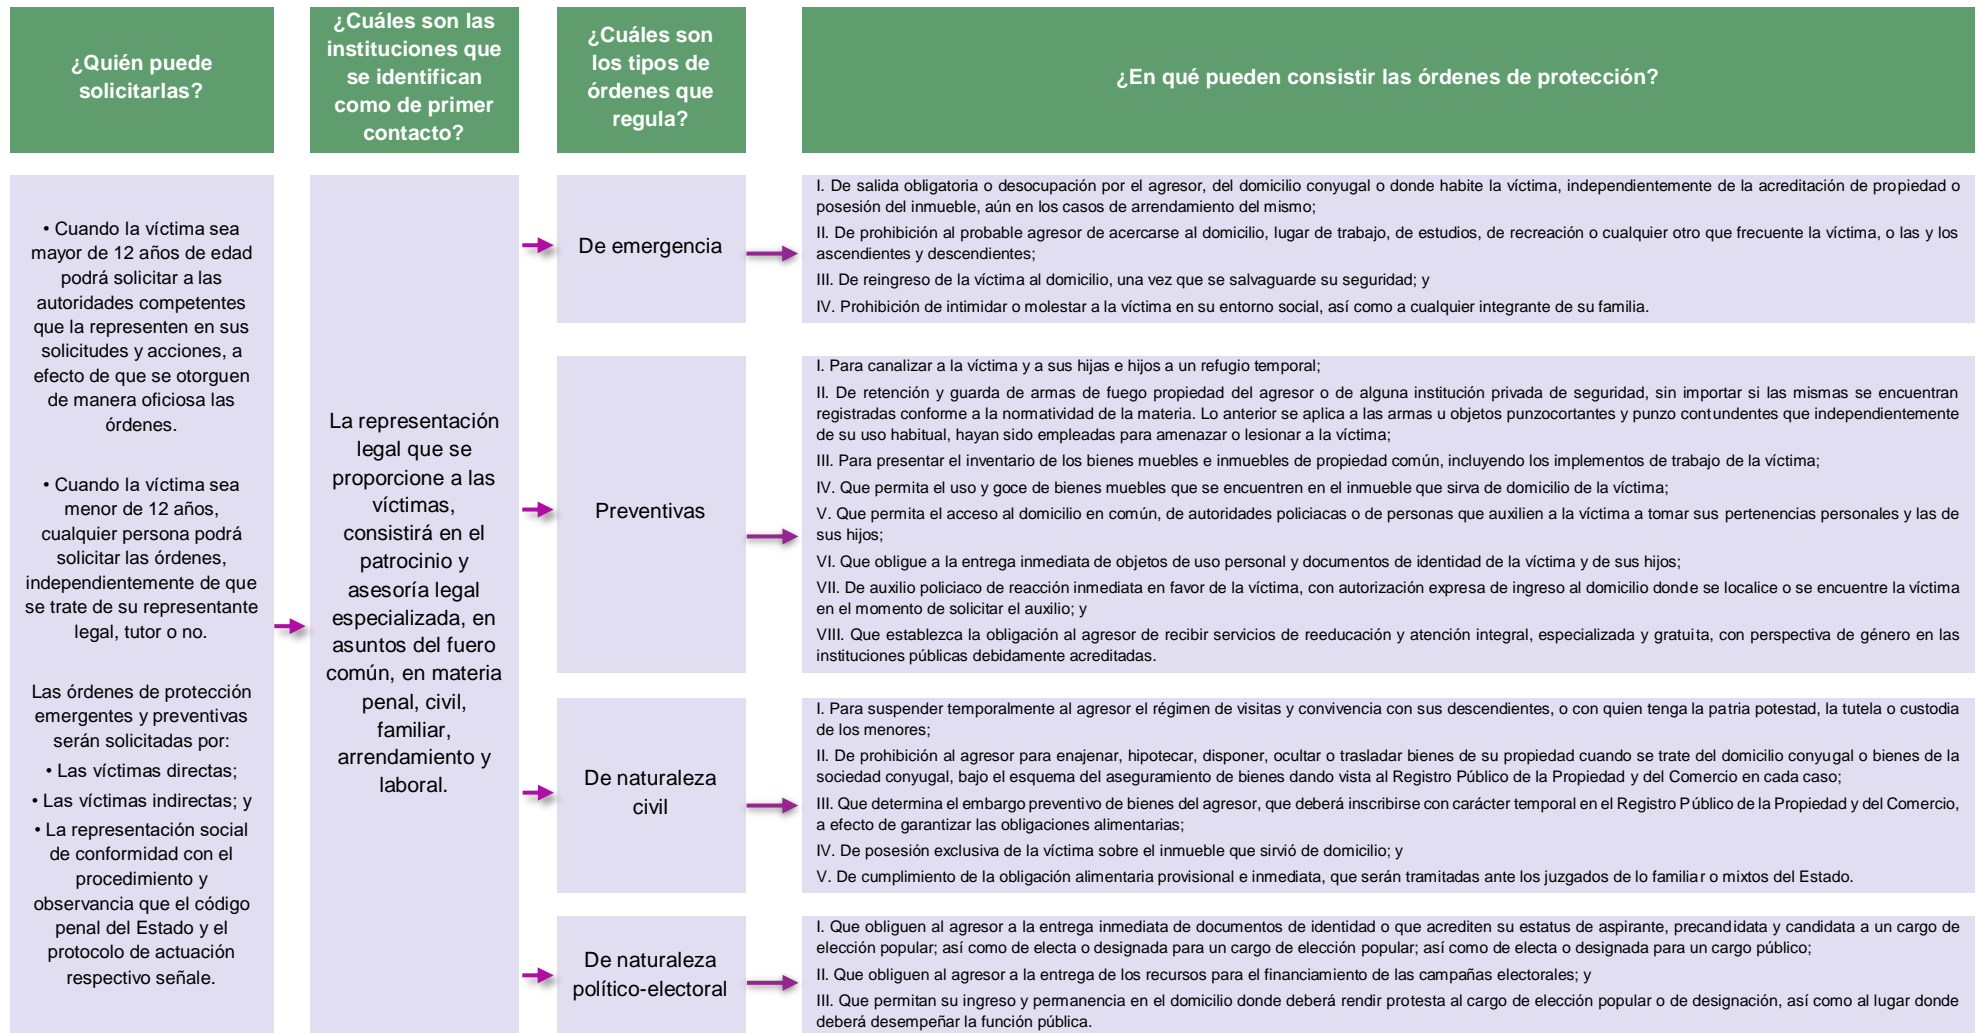 ¿Quién puede
solicitarlas?
¿Cuáles son las
instituciones que
se identifican
como de primer
contacto?
¿Cuáles son
los tipos de
órdenes que
regula?
¿En qué pueden consistir las órdenes de protección?
• Cuando la víctima sea
mayor de 12 años de edad
podrá solicitar a las
autoridades competentes
que la representen en sus
solicitudes y acciones, a
efecto de que se otorguen
de manera oficiosa las
órdenes.
• Cuando la víctima sea
menor de 12 años,
cualquier persona podrá
solicitar las órdenes,
independientemente de que
se trate de su representante
legal, tutor o no.
Las órdenes de protección
emergentes y preventivas
serán solicitadas por:
• Las víctimas directas;
• Las víctimas indirectas; y
• La representación social
de conformidad con el
procedimiento y
observancia que el código
penal del Estado y el
protocolo de actuación
respectivo señale.
La representación
legal que se
proporcione a las
víctimas,
consistirá en el
patrocinio y
asesoría legal
especializada, en
asuntos del fuero
común, en materia
penal, civil,
familiar,
arrendamiento y
laboral.
De emergencia
I. De salida obligatoria o desocupación por el agresor, del domicilio conyugal o donde habite la víctima, independientemente de la acreditación de propiedad o
posesión del inmueble, aún en los casos de arrendamiento del mismo;
II. De prohibición al probable agresor de acercarse al domicilio, lugar de trabajo, de estudios, de recreación o cualquier otro que frecuente la víctima, o las y los
ascendientes y descendientes;
III. De reingreso de la víctima al domicilio, una vez que se salvaguarde su seguridad; y
IV. Prohibición de intimidar o molestar a la víctima en su entorno social, así como a cualquier integrante de su familia.
Preventivas
I. Para canalizar a la víctima y a sus hijas e hijos a un refugio temporal;
II. De retención y guarda de armas de fuego propiedad del agresor o de alguna institución privada de seguridad, sin importar si las mismas se encuentran
registradas conforme a la normatividad de la materia. Lo anterior se aplica a las armas u objetos punzocortantes y punzo contundentes que independientemente
de su uso habitual, hayan sido empleadas para amenazar o lesionar a la víctima;
III. Para presentar el inventario de los bienes muebles e inmuebles de propiedad común, incluyendo los implementos de trabajo de la víctima;
IV. Que permita el uso y goce de bienes muebles que se encuentren en el inmueble que sirva de domicilio de la víctima;
V. Que permita el acceso al domicilio en común, de autoridades policiacas o de personas que auxilien a la víctima a tomar sus pertenencias personales y las de
sus hijos;
VI. Que obligue a la entrega inmediata de objetos de uso personal y documentos de identidad de la víctima y de sus hijos;
VII. De auxilio policiaco de reacción inmediata en favor de la víctima, con autorización expresa de ingreso al domicilio donde se localice o se encuentre la víctima
en el momento de solicitar el auxilio; y
VIII. Que establezca la obligación al agresor de recibir servicios de reeducación y atención integral, especializada y gratuita, con perspectiva de género en las
instituciones públicas debidamente acreditadas.
De naturaleza
civil
I. Para suspender temporalmente al agresor el régimen de visitas y convivencia con sus descendientes, o con quien tenga la patria potestad, la tutela o custodia
de los menores;
II. De prohibición al agresor para enajenar, hipotecar, disponer, ocultar o trasladar bienes de su propiedad cuando se trate del domicilio conyugal o bienes de la
sociedad conyugal, bajo el esquema del aseguramiento de bienes dando vista al Registro Público de la Propiedad y del Comercio en cada caso;
III. Que determina el embargo preventivo de bienes del agresor, que deberá inscribirse con carácter temporal en el Registro Público de la Propiedad y del Comercio,
a efecto de garantizar las obligaciones alimentarias;
IV. De posesión exclusiva de la víctima sobre el inmueble que sirvió de domicilio; y
V. De cumplimiento de la obligación alimentaria provisional e inmediata, que serán tramitadas ante los juzgados de lo familiar o mixtos del Estado.
De naturaleza
político-electoral
I. Que obliguen al agresor a la entrega inmediata de documentos de identidad o que acrediten su estatus de aspirante, precandidata y candidata a un cargo de
elección popular; así como de electa o designada para un cargo de elección popular; así como de electa o designada para un cargo público;
II. Que obliguen al agresor a la entrega de los recursos para el financiamiento de las campañas electorales; y
III. Que permitan su ingreso y permanencia en el domicilio donde deberá rendir protesta al cargo de elección popular o de designación, así como al lugar donde
deberá desempeñar la función pública.